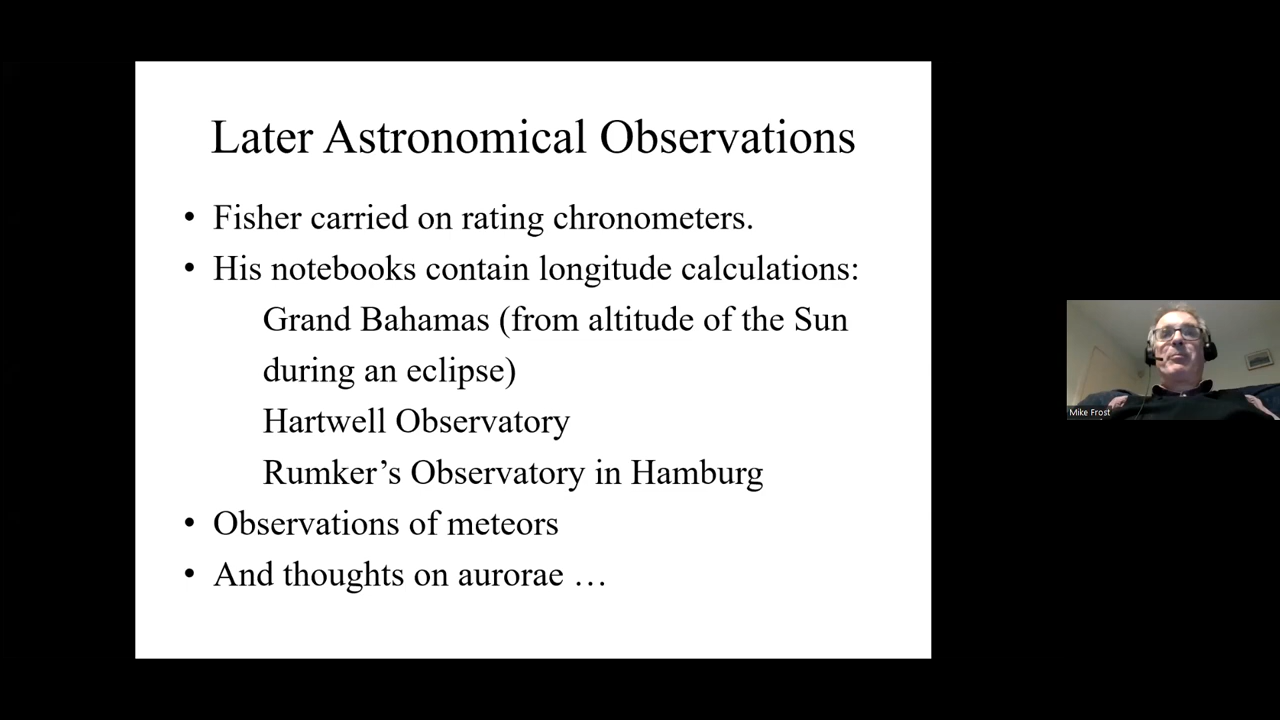 Later Astronomical Observations
• Fisher carried on rating chronometers.
• His notebooks contain longitude calculations:
Grand Bahamas (from altitude of the Sun
during an eclipse)
Hartwell Observatory
Rumker’s Observatory in Hamburg
• Observations of meteors
• And thoughts on aurorae …
Mike Frost